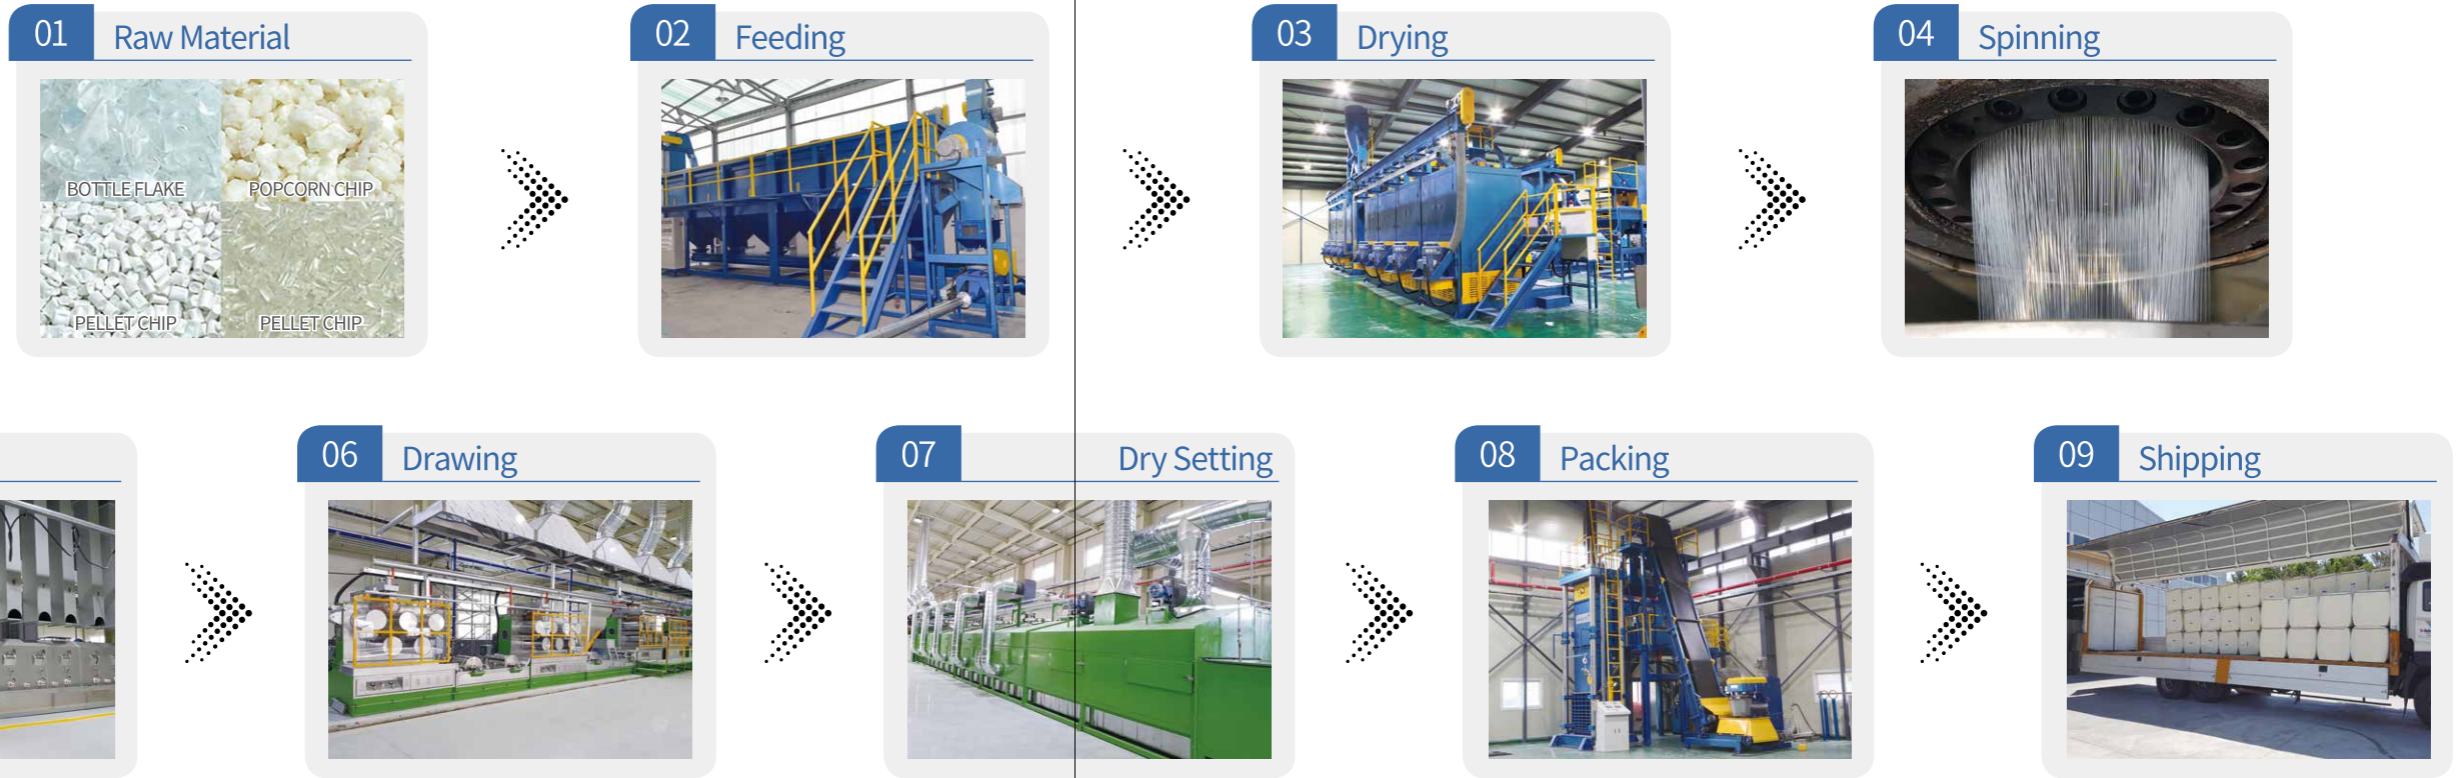 01 Raw Material
BOTTLE FLAKE
POPCORN CHIP
PELLET CHIP
PELLET CHIP
02 Feeding
03 Drying
04 Spinning
06 Drawing
07 Dry Setting
08 Packing
09 Shipping